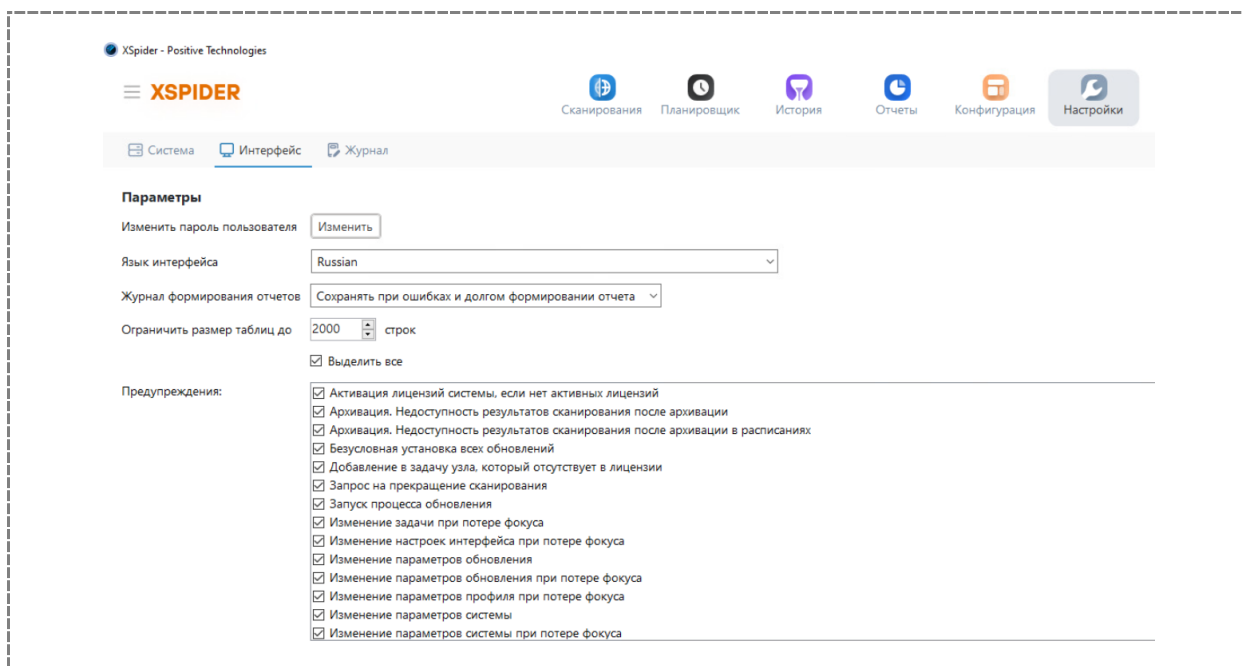 XSpider - Positive Technologies
XSPIDER
Сканирования Планировщик История Отчеты Конфигурация Настройки
Система Интерфейс Журнал
Параметры
Изменить пароль пользователя Изменить
Язык интерфейса Russian
Журнал формирования отчетов Сохранять при ошибках и долгом формировании отчета
Ограничить размер таблиц до 2000 строк
Выделить все
Предупреждения:
Активация лицензий системы, если нет активных лицензий
Архивация. Недоступность результатов сканирования после архивации
Архивация. Недоступность результатов сканирования после архивации в расписаниях
Безусловная установка всех обновлений
Добавление в задачу узла, который отсутствует в лицензии
Запрос на прекращение сканирования
Запуск процесса обновления
Изменение задачи при потере фокуса
Изменение настроек интерфейса при потере фокуса
Изменение параметров обновления
Изменение параметров обновления при потере фокуса
Изменение параметров профиля при потере фокуса
Изменение параметров системы
Изменение параметров системы при потере фокуса